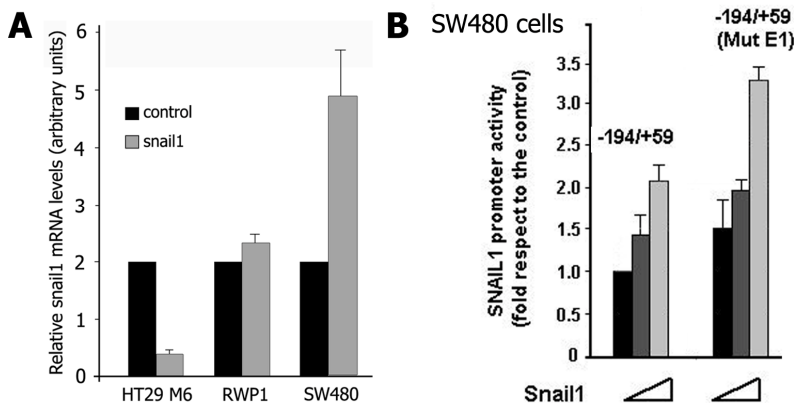 A
Relative snail1 mRNA levels (arbitrary units)
7
6
5
4
3
2
1
0
control
snail1
HT29 M6 RWP1 SW480
B SW480 cells
SNAIL1 promoter activity
(fold respect to the control)
3.5
3.0
2.5
2.0
1.5
1.0
0.5
0
-194/+59
-194/+59
(Mut E1)
Snail1